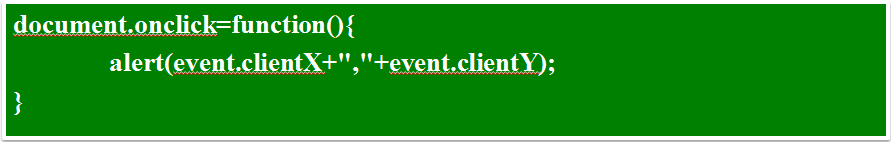 document.onclick=function(){
alert(event.clientX+","+event.clientY);
}